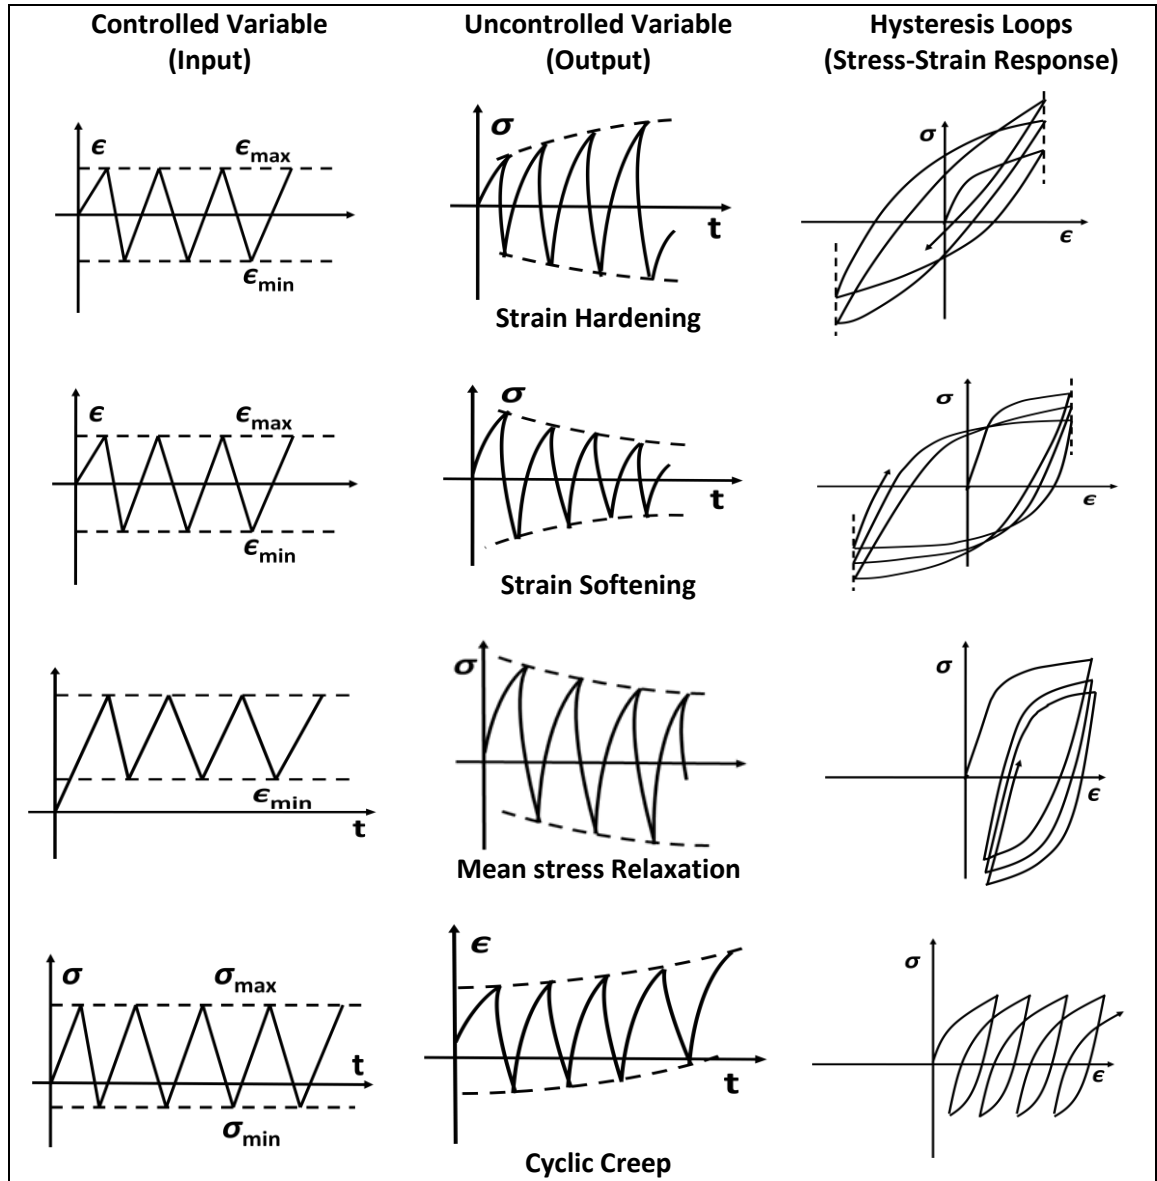 Controlled Variable
(Input)
Uncontrolled Variable
(Output)
Hysteresis Loops
(Stress-Strain Response)
ϵ
ϵmax
ϵmin
σ
t
Strain Hardening
σ
ϵ
ϵ
ϵmax
ϵmin
σ
t
Strain Softening
σ
ϵ
ϵmin
t
σ
Mean stress Relaxation
σ
ϵ
σ
σmax
t
σmin
ϵ
t
Cyclic Creep
σ
ϵ